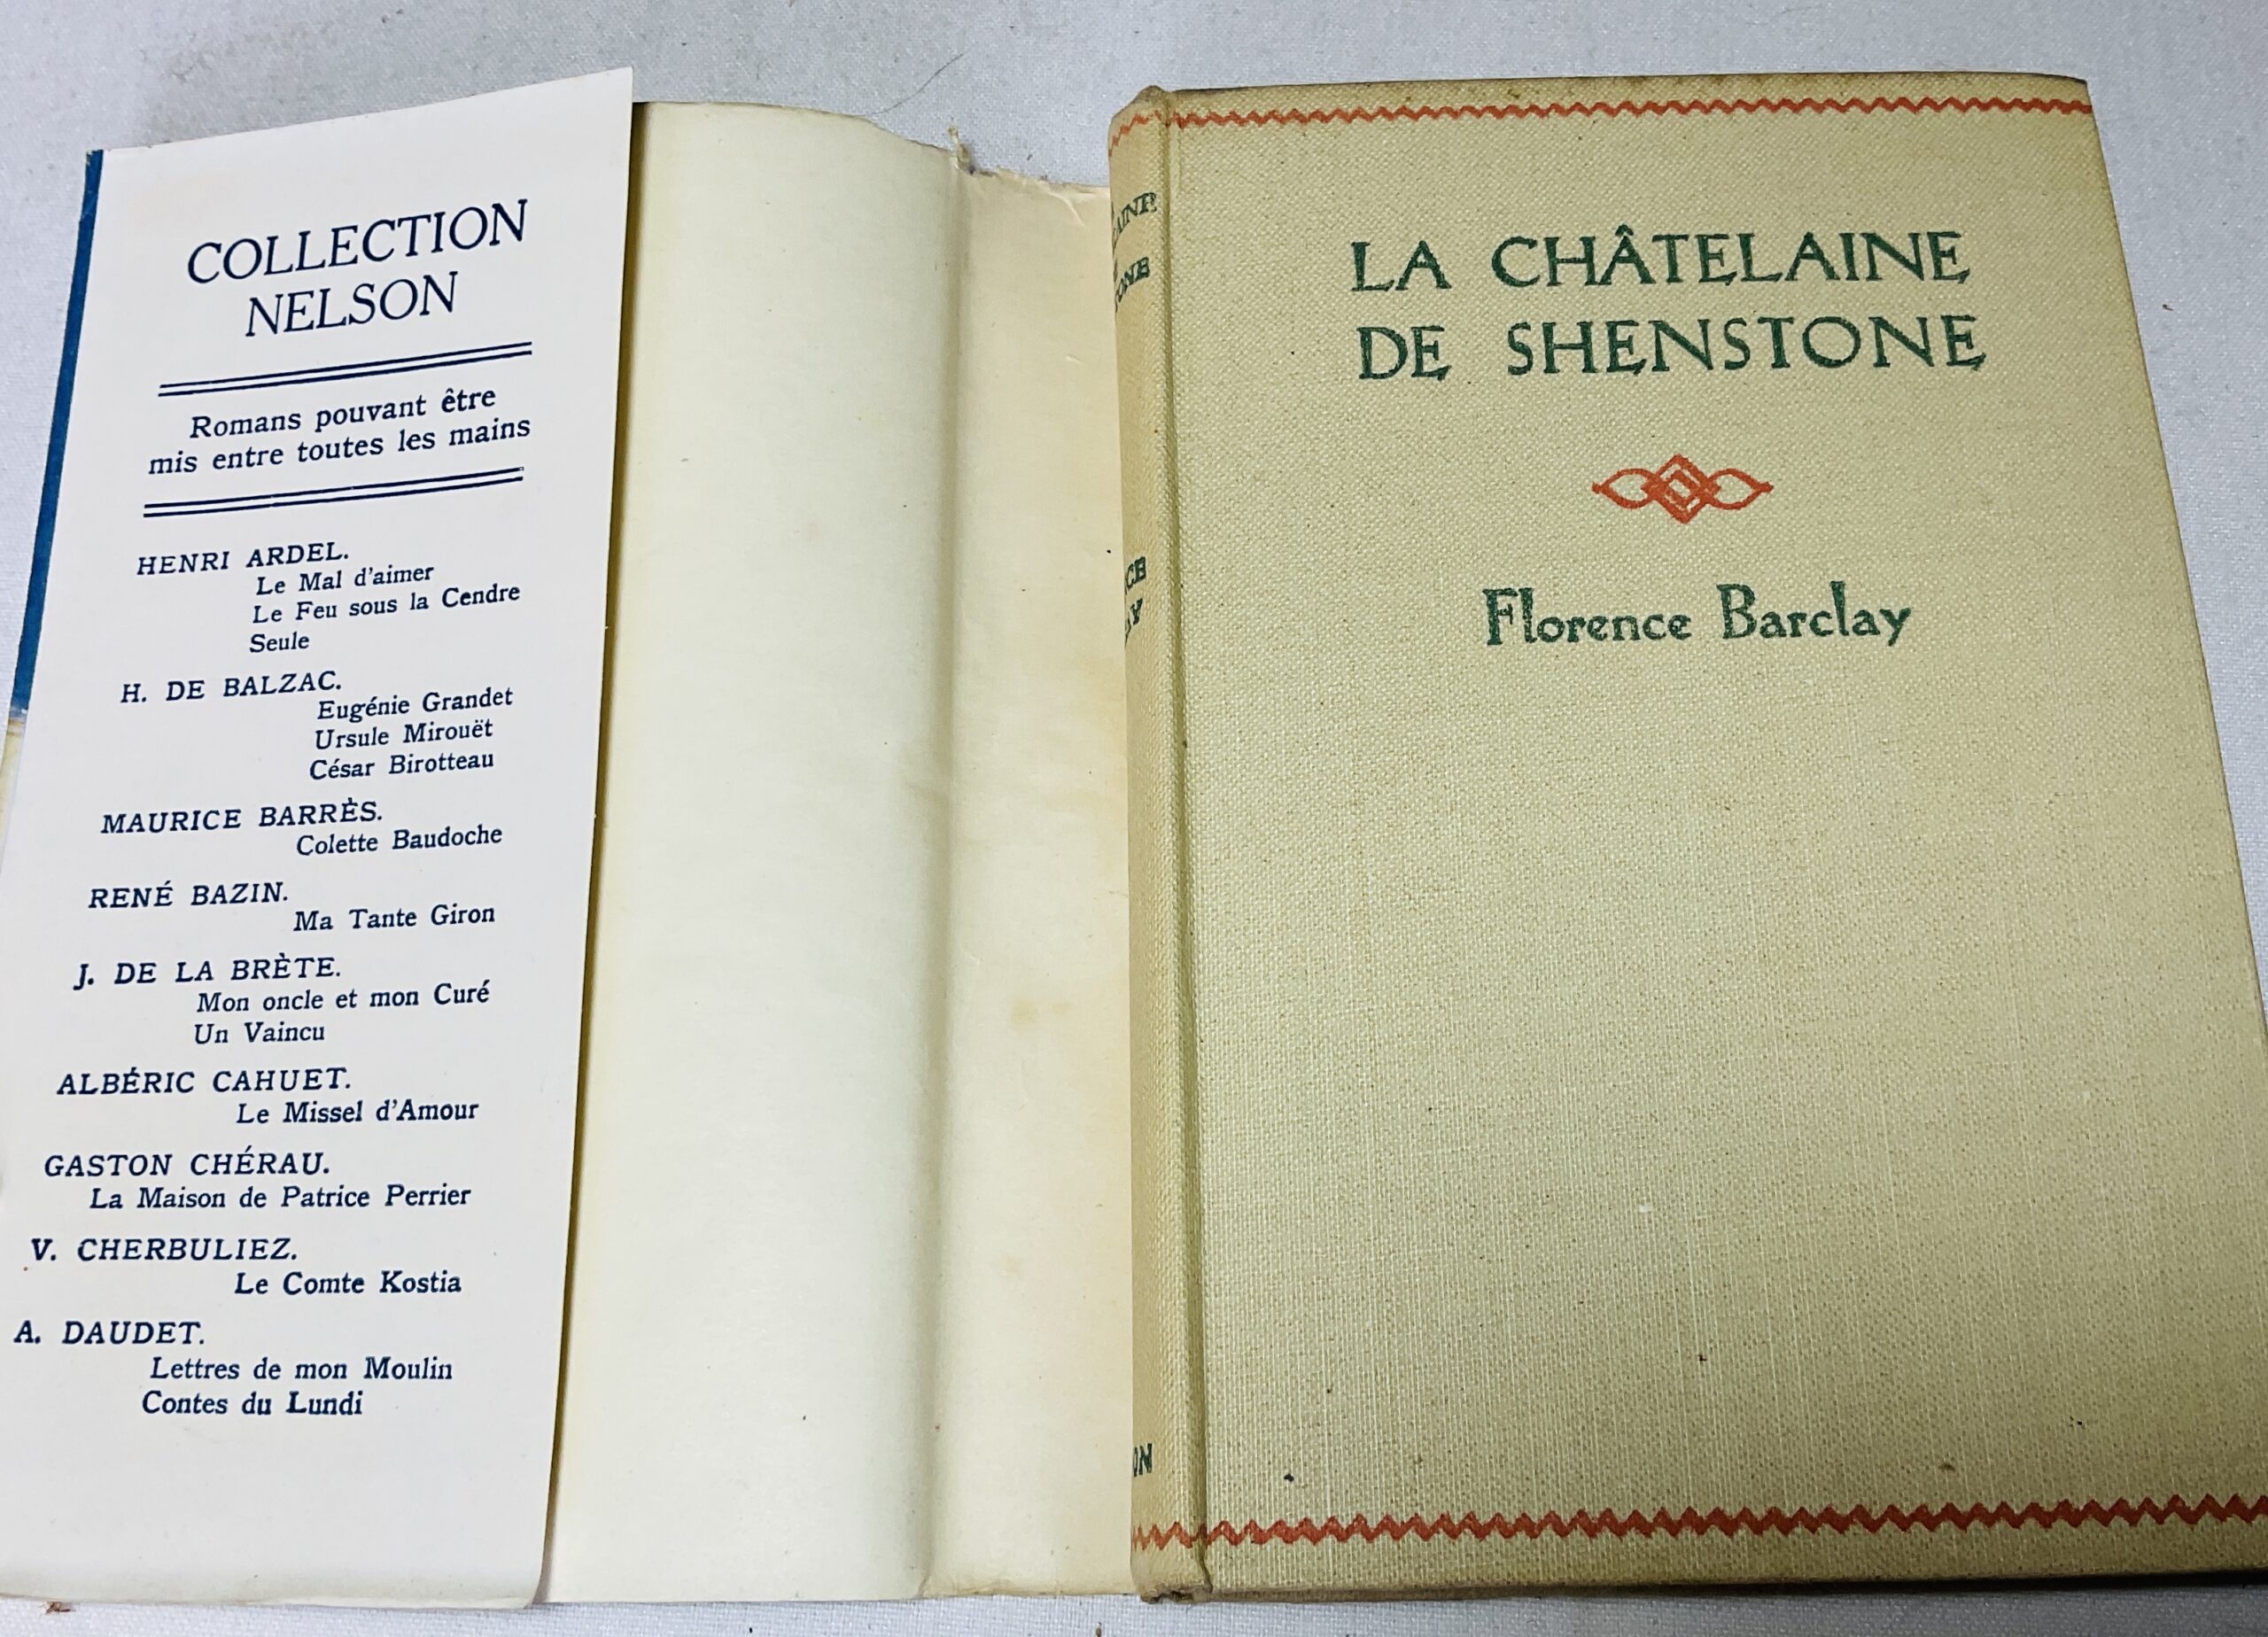 COLLECTION
NELSON
Romans pouvant être
mis entre toutes les mains
HENRI ARDEL.
Le Mal d'aimer
Le Feu sous la Cendre
Seule
H. DE BALZAC.
Eugénie Grandet
Ursule Mirouët
César Birotteau
MAURICE BARRÈS.
Colette Baudoche
RENÉ BAZIN.
Ma Tante Giron
J. DE LA BRÈTE.
Mon oncle et mon Curé
Un Vaincu
ALBÉRIC CAHUET.
Le Missel d'Amour
GASTON CHÉRAU.
La Maison de Patrice Perrier
V. CHERBULIEZ.
Le Comte Kostia
A. DAUDET.
Lettres de mon Moulin
Contes du Lundi
LA CHÂTELAINE
DE SHENSTONE
Florence Barclay